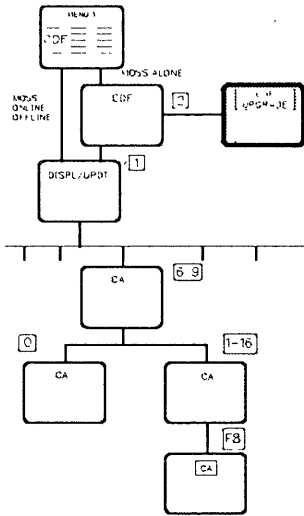 MENU 1
CDF
MOSS ALONE
MOSS
ONLINE
OFFLINE
CDF
2
1
DISPL/UPDT
6-9
CA
0
1-16
CA
CA
F8
CA